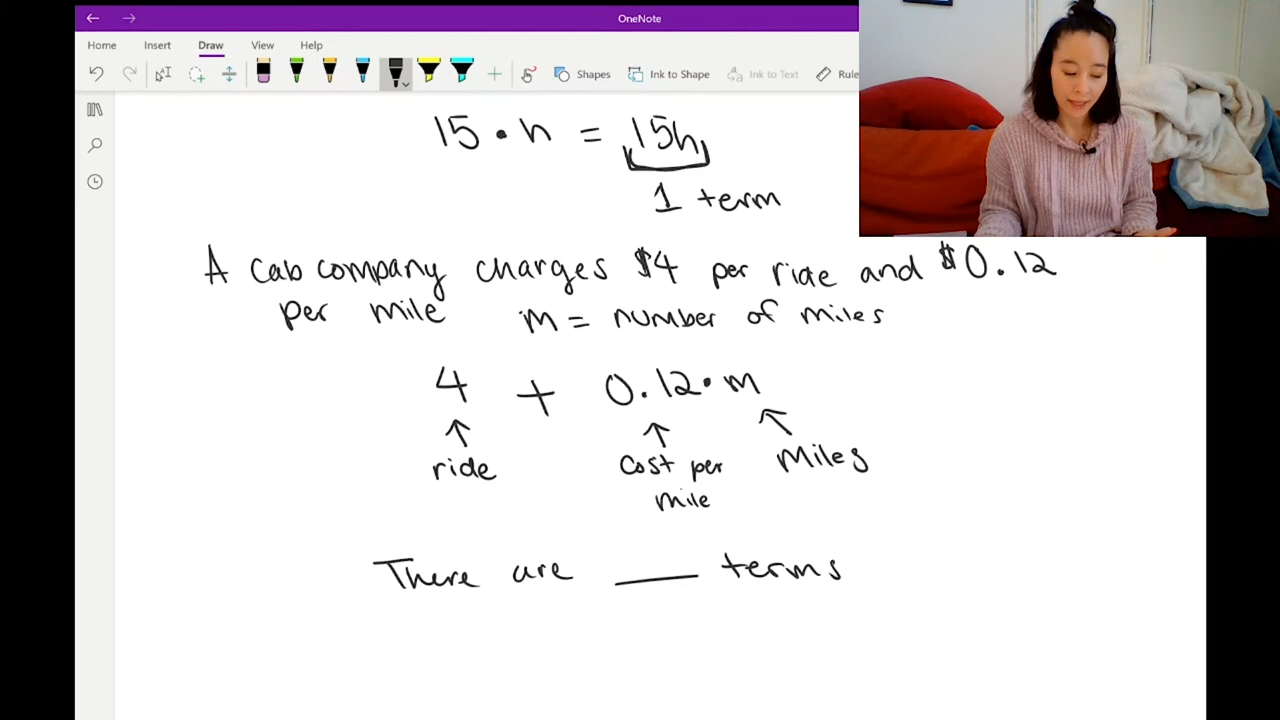 OneNote
Home Insert Draw View Help
Shapes Ink to Shape Ink to Text Rule
15 • h = 15h
1 term
A cab company charges $4 per ride and $0.12
per mile m = number of miles
4 + 0.12 • m
ride cost per miles
mile
There are ___ terms